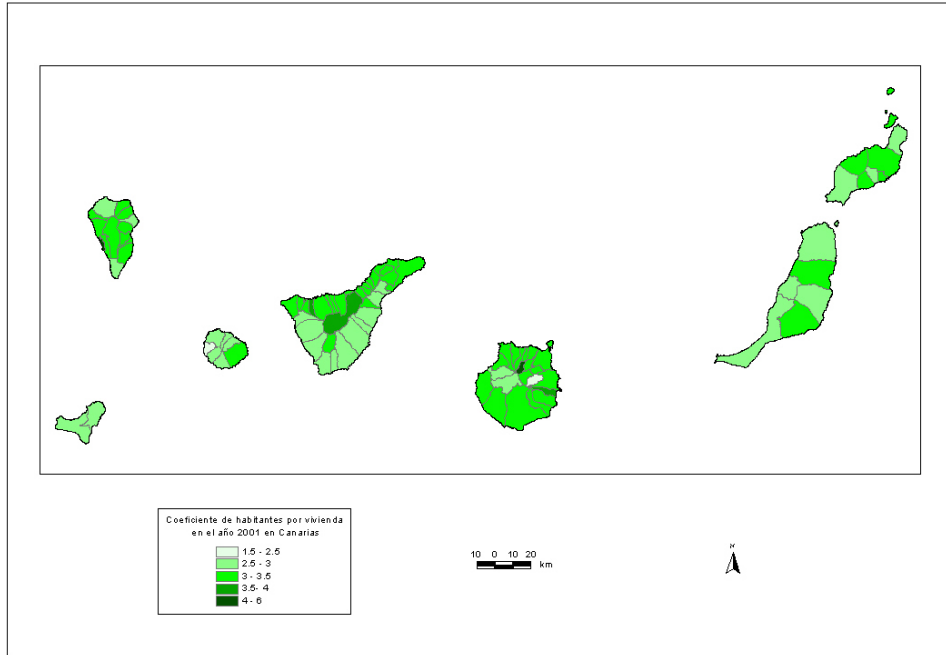 Coeficiente de habitantes por vivienda
en el año 2001 en Canarias
1.5 - 2.5
2.5 - 3
3 - 3.5
3.5- 4
4 - 6
10 0 10 20
km
N